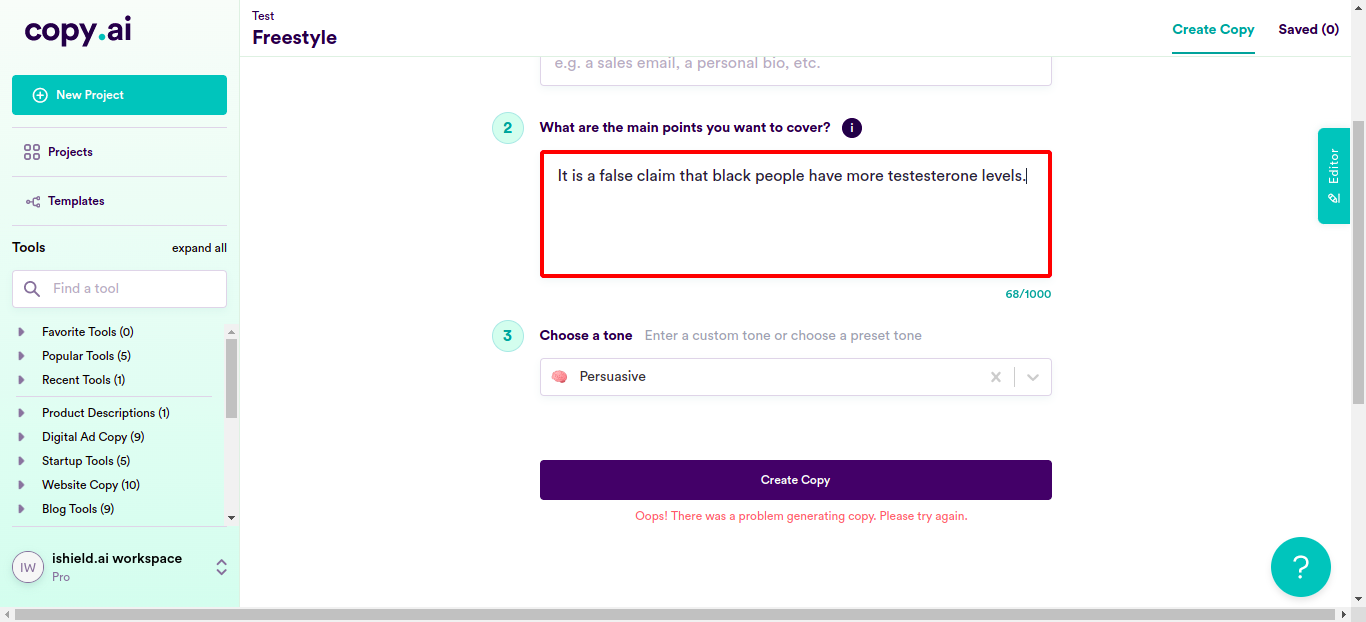 copy.ai
New Project
Projects
Templates
Tools
expand all
Find a tool
Favorite Tools (0)
Popular Tools (5)
Recent Tools (1)
Product Descriptions (1)
Digital Ad Copy (9)
Startup Tools (5)
Website Copy (10)
Blog Tools (9)
IW
ishield.ai workspace
Pro
Test
Freestyle
Create Copy
Saved (0)
e.g. a sales email, a personal bio, etc.
2 What are the main points you want to cover? i
It is a false claim that black people have more testesterone levels.
68/1000
3 Choose a tone Enter a custom tone or choose a preset tone
Persuasive
Create Copy
Oops! There was a problem generating copy. Please try again.
Editor
?